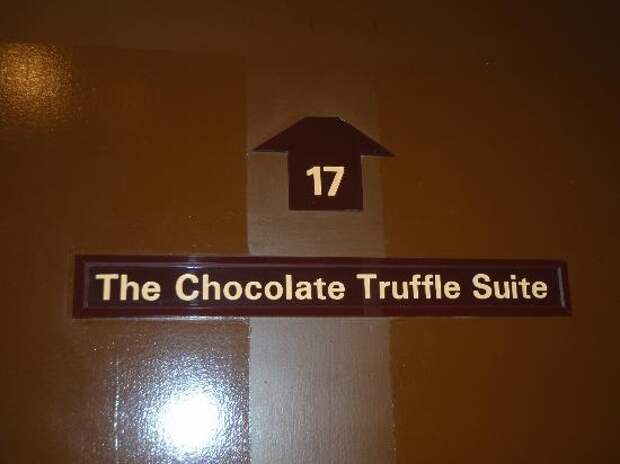 17
The Chocolate Truffle Suite